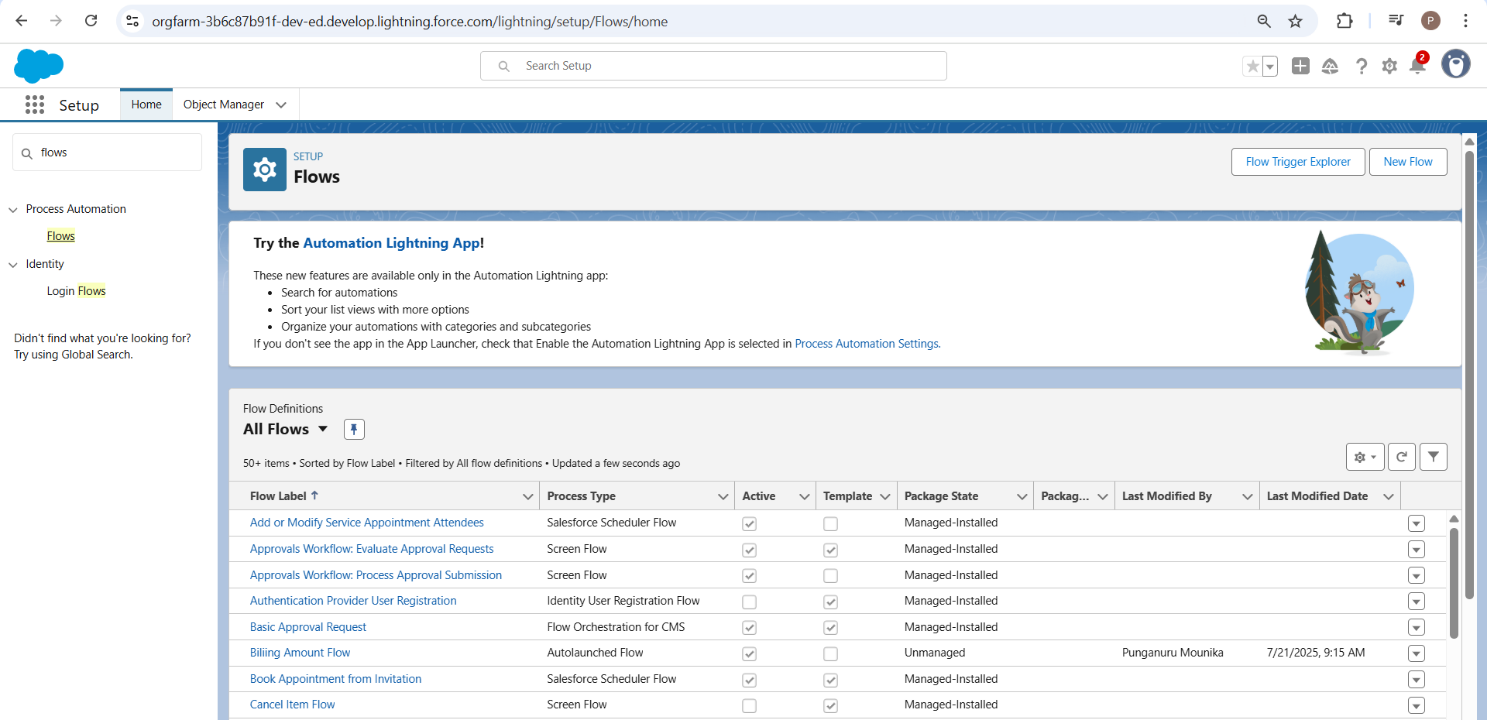 orgfarm-3b6c87b91f-dev-ed.develop.lightning.force.com/lightning/setup/Flows/home
P
Search Setup
2
Setup
Home
Object Manager
flows
Process Automation
Flows
Identity
Login Flows
Didn't find what you're looking for?
Try using Global Search.
SETUP
Flows
Flow Trigger Explorer
New Flow
Try the Automation Lightning App!
These new features are available only in the Automation Lightning app:
• Search for automations
• Sort your list views with more options
• Organize your automations with categories and subcategories
If you don't see the app in the App Launcher, check that Enable the Automation Lightning App is selected in Process Automation Settings.
Flow Definitions
All Flows
50+ items • Sorted by Flow Label • Filtered by All flow definitions • Updated a few seconds ago
Flow Label ↑ Process Type Active Template Package State Packag... Last Modified By Last Modified Date
Add or Modify Service Appointment Attendees Salesforce Scheduler Flow Managed-Installed
Approvals Workflow: Evaluate Approval Requests Screen Flow Managed-Installed
Approvals Workflow: Process Approval Submission Screen Flow Managed-Installed
Authentication Provider User Registration Identity User Registration Flow Managed-Installed
Basic Approval Request Flow Orchestration for CMS Managed-Installed
Biliing Amount Flow Autolaunched Flow Unmanaged Punganuru Mounika 7/21/2025, 9:15 AM
Book Appointment from Invitation Salesforce Scheduler Flow Managed-Installed
Cancel Item Flow Screen Flow Managed-Installed